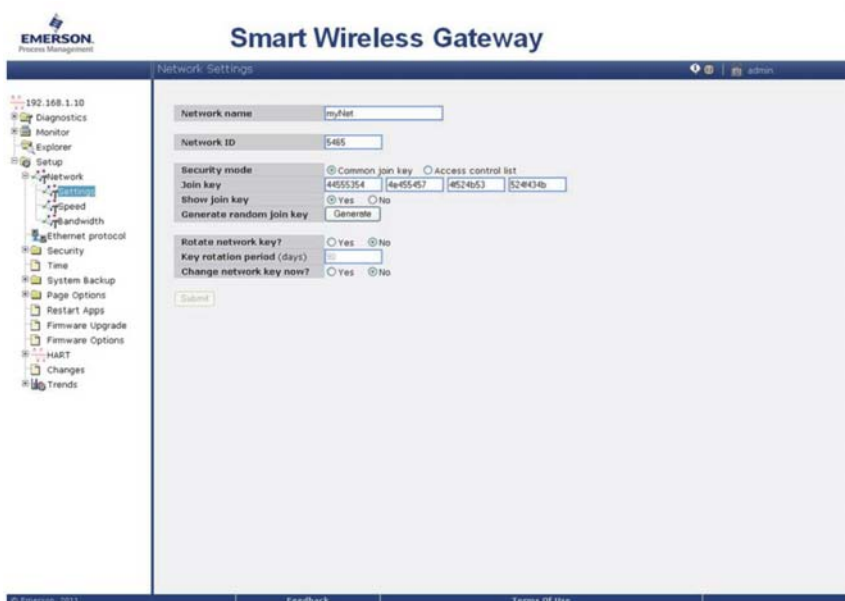 EMERSON.
Process Management
Smart Wireless Gateway
Network Settings
admin
192.168.1.10
Diagnostics
Monitor
Explorer
Setup
Network
Settings
Speed
Bandwidth
Ethernet protocol
Security
Time
System Backup
Page Options
Restart Apps
Firmware Upgrade
Firmware Options
HART
Changes
Trends
Network name myNet
Network ID 5465
Security mode Common join key Access control list
Join key 44555354 4e455457 4f524b53 524f434b
Show join key Yes No
Generate random join key Generate
Rotate network key? Yes No
Key rotation period (days) 90
Change network key now? Yes No
Submit
© Emerson, 2011 Feedback Terms Of Use